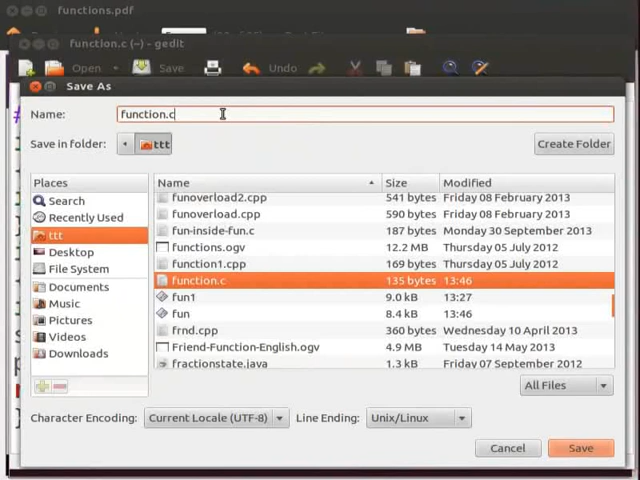 functions.pdf
function.c (~) - gedit
Open Save Undo
Save As
Name: function.c
Save in folder: ttt Create Folder
Places Name Size Modified
Search funoverload2.cpp 541 bytes Friday 08 February 2013
Recently Used funoverload.cpp 590 bytes Friday 08 February 2013
ttt fun-inside-fun.c 187 bytes Monday 30 September 2013
Desktop functions.ogv 12.2 MB Thursday 05 July 2012
File System function1.cpp 169 bytes Thursday 05 July 2012
Documents function.c 135 bytes 13:46
Music fun1 9.0 kB 13:27
Pictures fun 8.4 kB 13:46
Videos frnd.cpp 360 bytes Wednesday 10 April 2013
Downloads Friend-Function-English.ogv 4.9 MB Tuesday 14 May 2013
fractionstate.java 1.3 kB Friday 07 September 2012
All Files
Character Encoding: Current Locale (UTF-8) Line Ending: Unix/Linux
Cancel Save